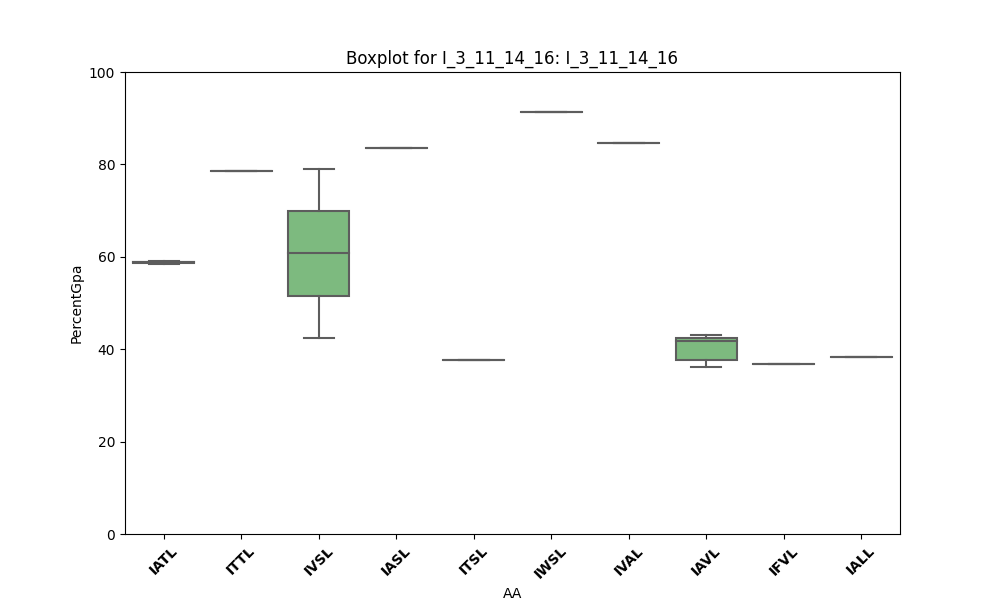 Boxplot for I_3_11_14_16: I_3_11_14_16
100
80
60
40
20
0
PercentGpa
IATL
ITTL
IVSL
IASL
ITSL
IWSL
IVAL
IAVL
IFVL
IALL
AA